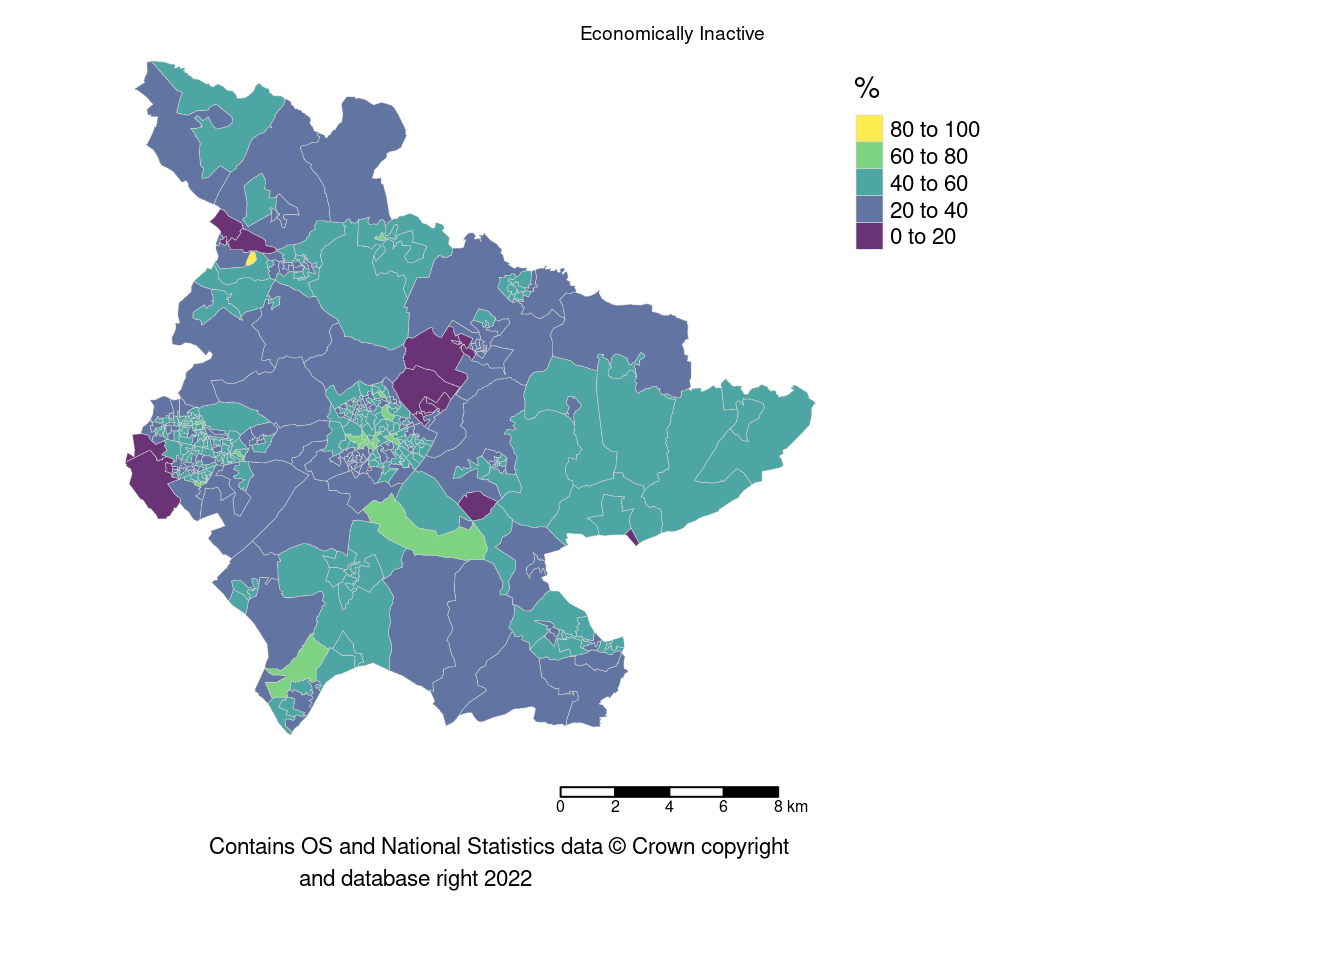 Economically Inactive
%
80 to 100
60 to 80
40 to 60
20 to 40
0 to 20
0 2 4 6 8 km
Contains OS and National Statistics data © Crown copyright
and database right 2022